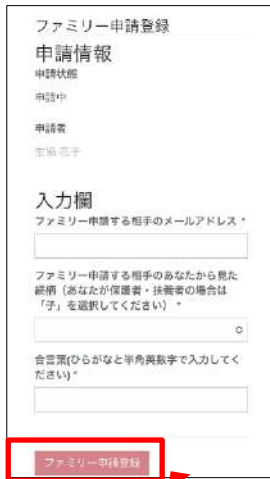 ファミリー申請登録
申請情報
申請状態
申請中
申請者
花子
入力欄
ファミリー申請する相手のメールアドレス *
ファミリー申請する相手のあなたから見た
続柄（あなたが保護者・扶養者の場合は
「子」を選択してください） *
合言葉(ひらがなと半角英数字で入力してく
ださい) *
ファミリー申請登録